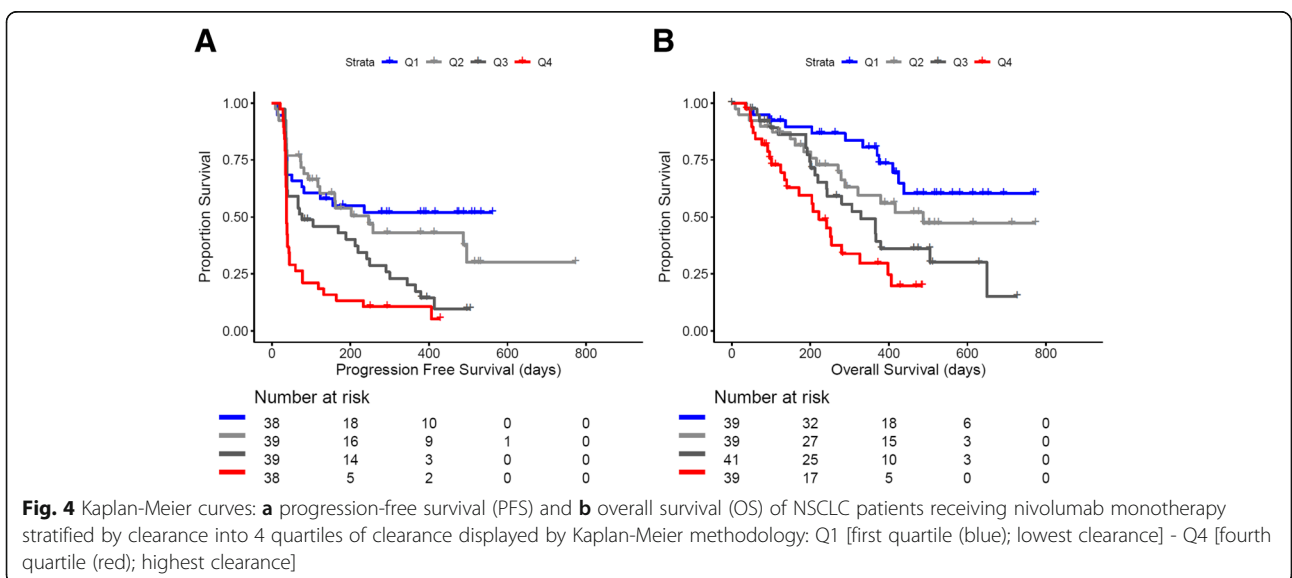 A
B
Strata Q1 Q2 Q3 Q4
Strata Q1 Q2 Q3 Q4
Proportion Survival
1.00
0.75
0.50
0.25
0.00
0 200 400 600 800
Progression Free Survival (days)
Proportion Survival
1.00
0.75
0.50
0.25
0.00
0 200 400 600 800
Overall Survival (days)
Number at risk
38 18 10 0 0
39 16 9 1 0
39 14 3 0 0
38 5 2 0 0
Number at risk
39 32 18 6 0
39 27 15 3 0
41 25 10 3 0
39 17 5 0 0
Fig. 4 Kaplan-Meier curves: a progression-free survival (PFS) and b overall survival (OS) of NSCLC patients receiving nivolumab monotherapy
stratified by clearance into 4 quartiles of clearance displayed by Kaplan-Meier methodology: Q1 [first quartile (blue); lowest clearance] - Q4 [fourth
quartile (red); highest clearance]